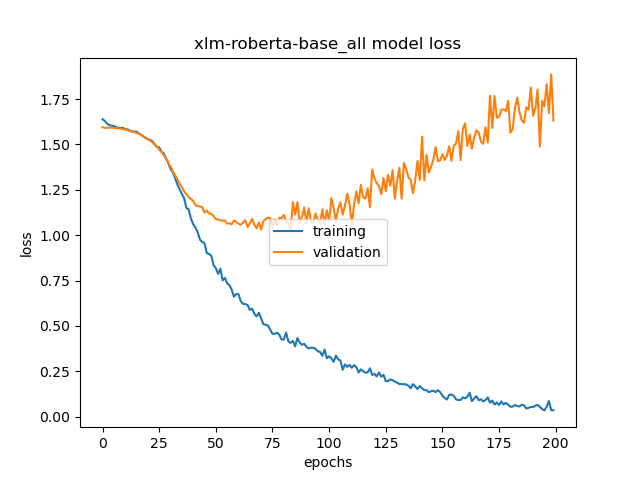 xlm-roberta-base_all model loss
1.75
1.50
1.25
1.00
0.75
0.50
0.25
0.00
loss
training
validation
0 25 50 75 100 125 150 175 200
epochs